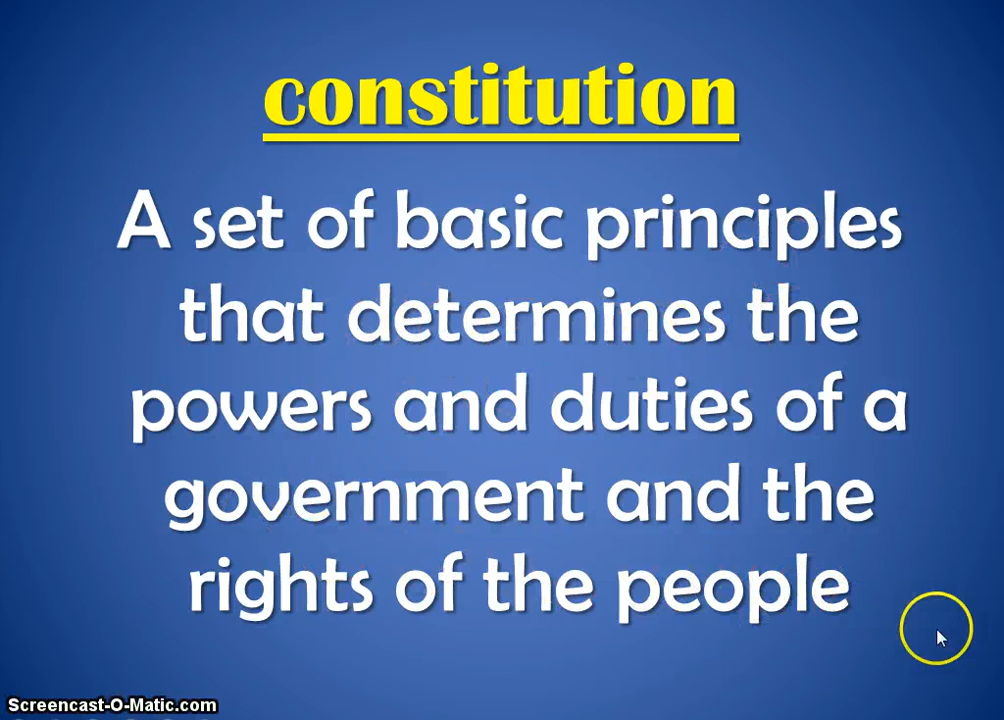 constitution
A set of basic principles
that determines the
powers and duties of a
government and the
rights of the people
Screencast-O-Matic.com